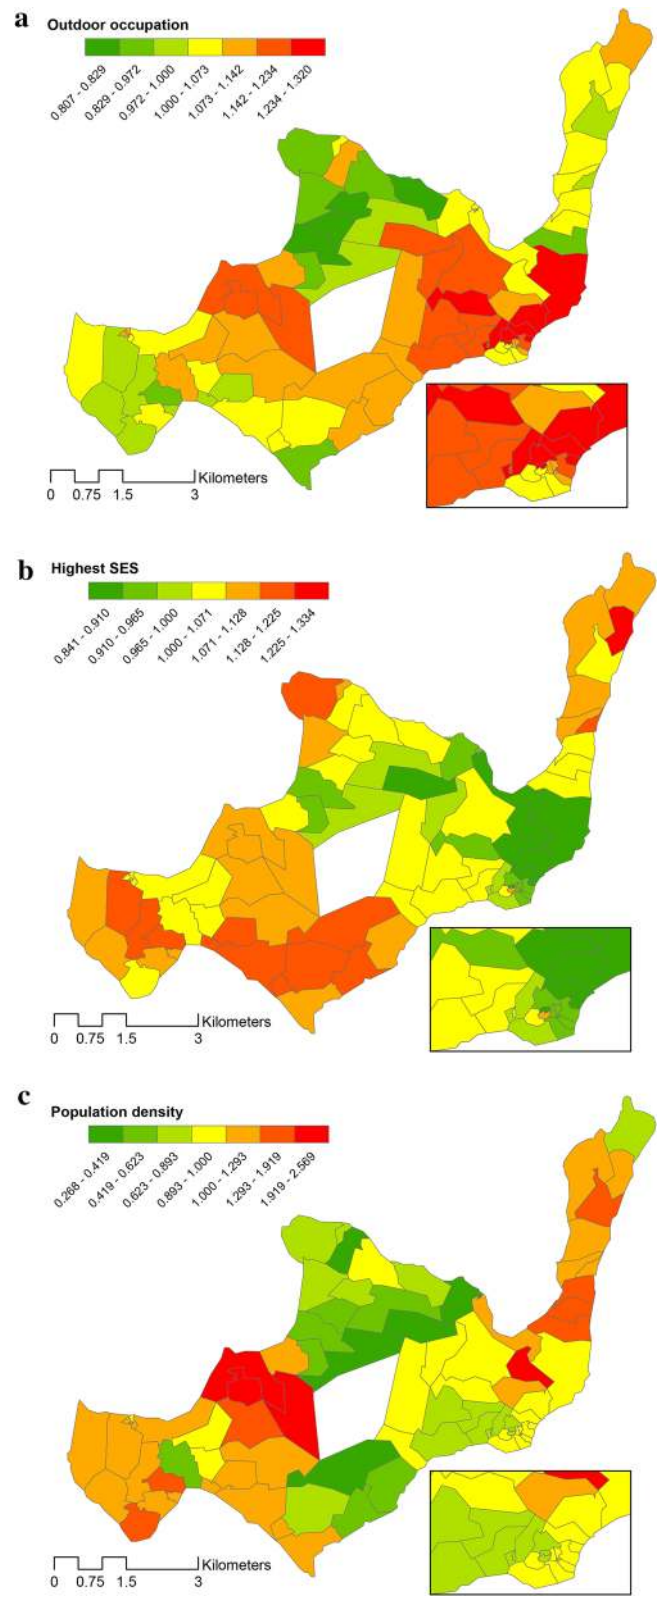 a
Outdoor occupation
0.807 - 0.829
0.829 - 0.972
0.972 - 1.000
1.000 - 1.073
1.073 - 1.142
1.142 - 1.234
1.234 - 1.320
Kilometers
0 0.75 1.5 3
b
Highest SES
0.841 - 0.910
0.910 - 0.965
0.965 - 1.000
1.000 - 1.071
1.071 - 1.128
1.128 - 1.225
1.225 - 1.334
Kilometers
0 0.75 1.5 3
c
Population density
0.268 - 0.419
0.419 - 0.623
0.623 - 0.893
0.893 - 1.000
1.000 - 1.293
1.293 - 1.919
1.919 - 2.569
Kilometers
0 0.75 1.5 3